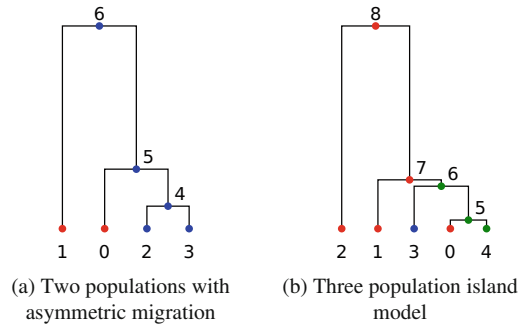 6
8
5
7
6
4
5
1 0 2 3
2 1 3 0 4
(a) Two populations with
asymmetric migration
(b) Three population island
model